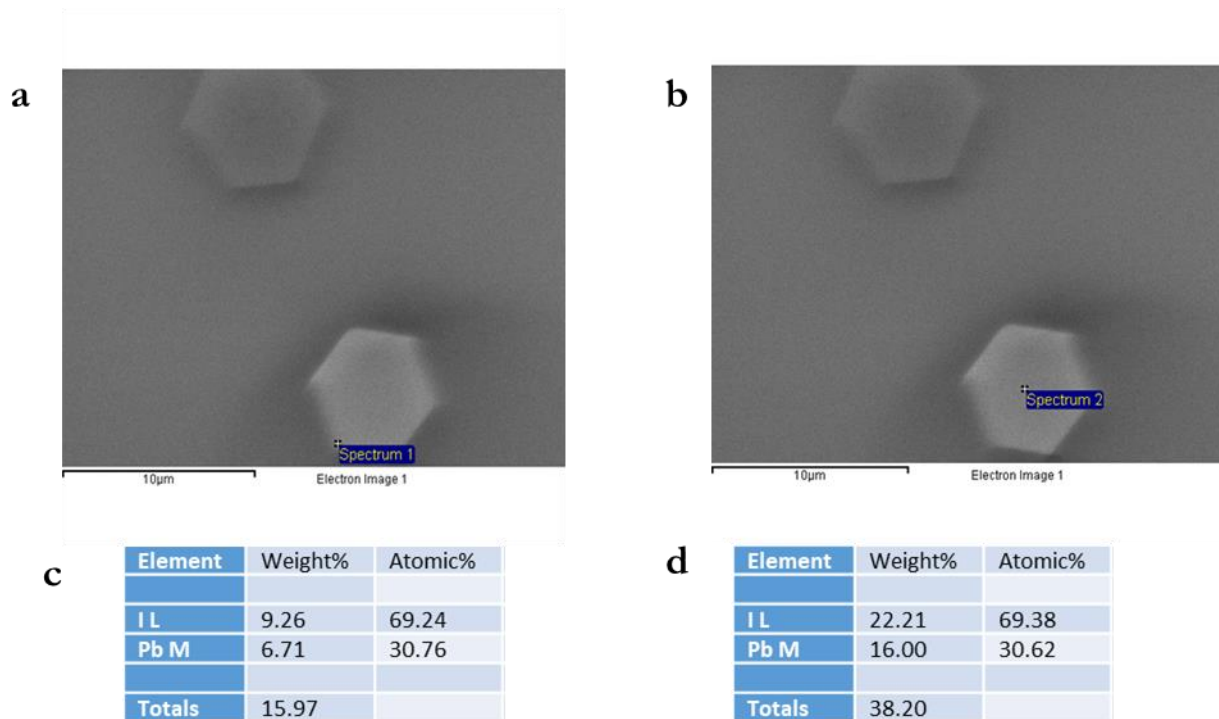 a
b
Spectrum 1
10µm Electron Image 1
Spectrum 2
10µm Electron Image 1
c
Element Weight% Atomic%
I L 9.26 69.24
Pb M 6.71 30.76
Totals 15.97
d
Element Weight% Atomic%
I L 22.21 69.38
Pb M 16.00 30.62
Totals 38.20